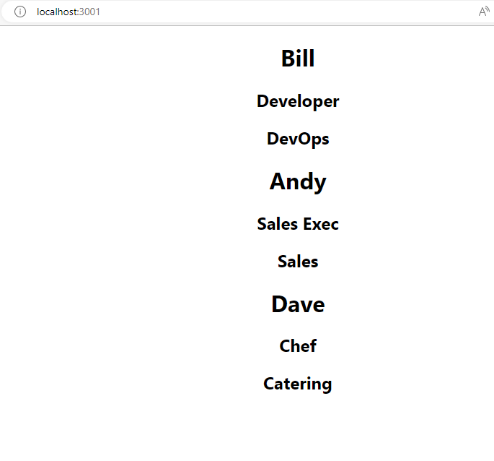 localhost:3001
A
Bill
Developer
DevOps
Andy
Sales Exec
Sales
Dave
Chef
Catering